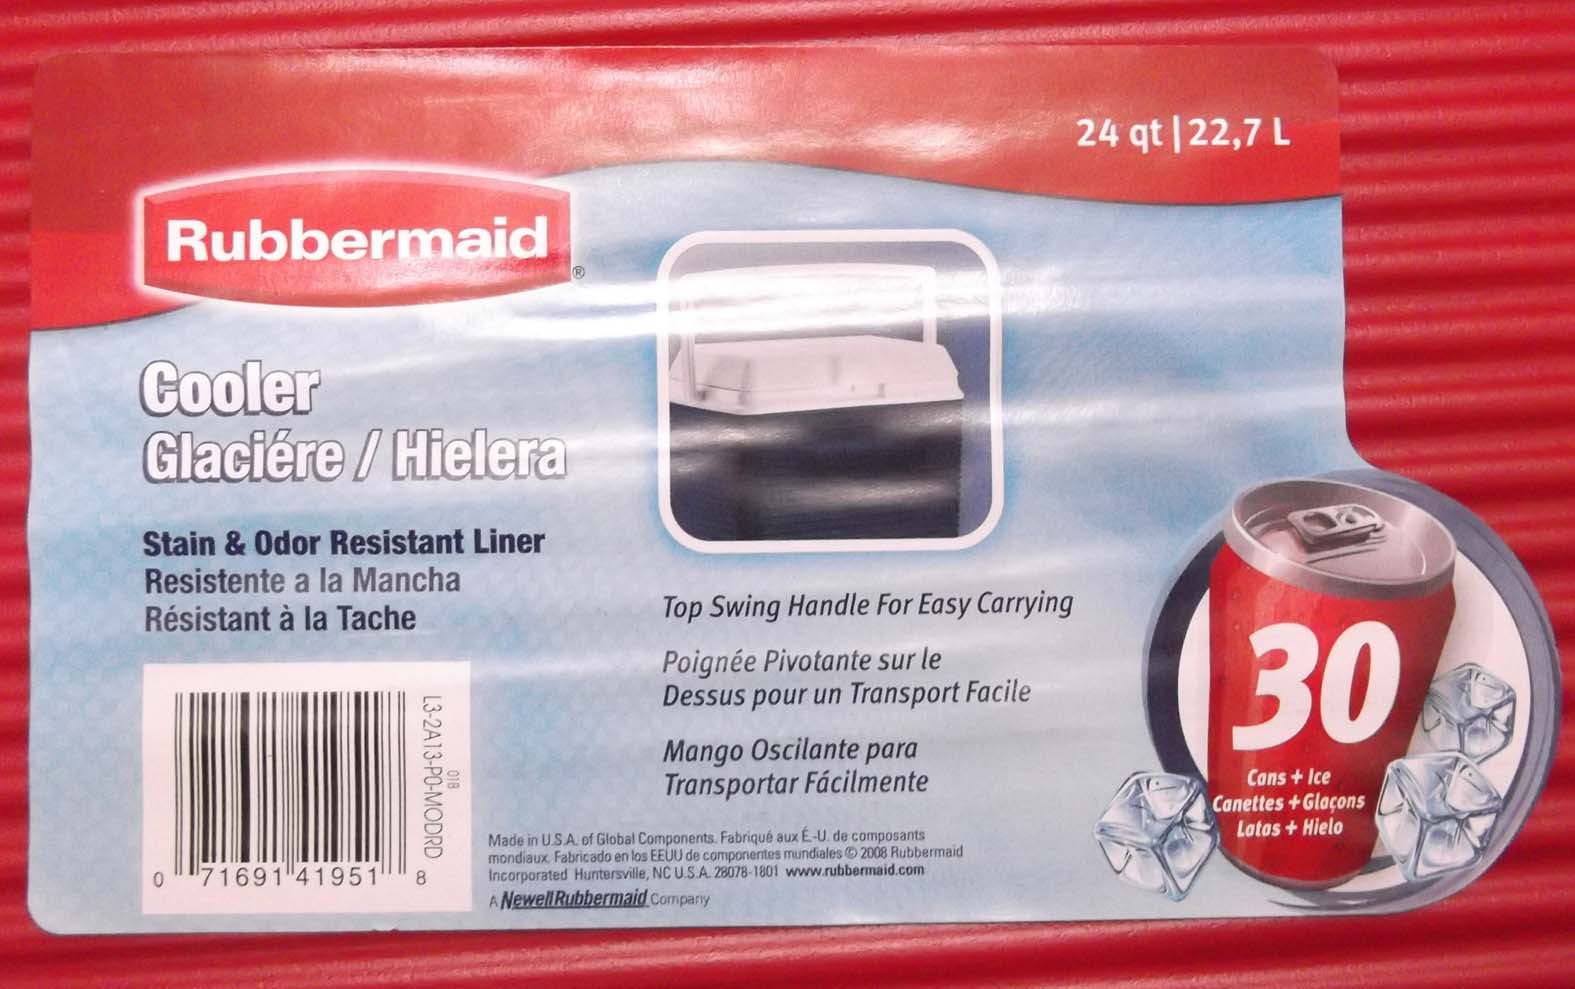 24 qt | 22,7 L
Rubbermaid®
Cooler
Glaciére / Hielera
Stain & Odor Resistant Liner
Resistente a la Mancha
Résistant à la Tache
Top Swing Handle For Easy Carrying
Poignée Pivotante sur le
Dessus pour un Transport Facile
Mango Oscilante para
Transportar Fácilmente
30
Cans + Ice
Canettes + Glaçons
Latas + Hielo
01B
L3-2A13-P0-MODRD
0 71691 41951 8
Made in U.S.A. of Global Components. Fabriqué aux É.-U. de composants
mondiaux. Fabricado en los EEUU de componentes mundiales © 2008 Rubbermaid
Incorporated Huntersville, NC U.S.A. 28078-1801 www.rubbermaid.com
A Newell Rubbermaid Company